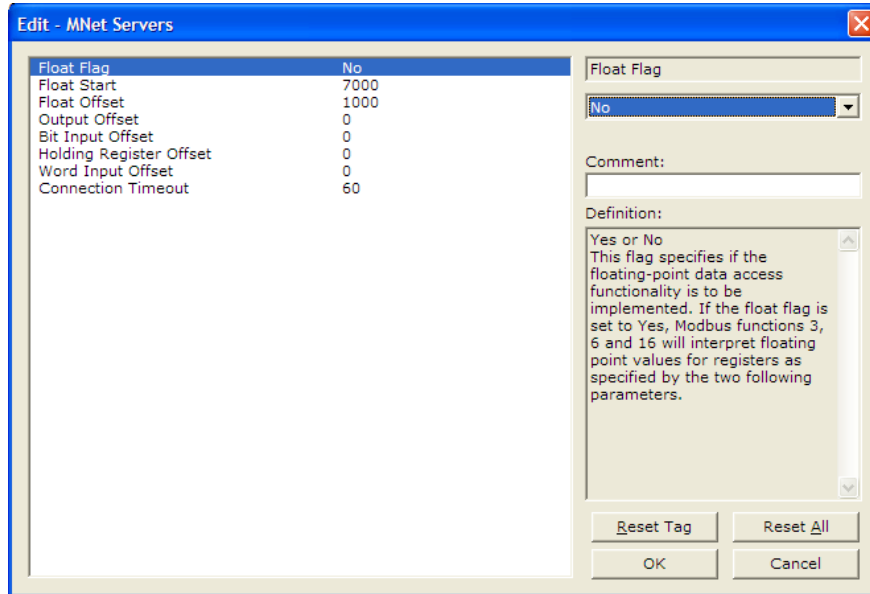 Edit - MNet Servers
Float Flag No
Float Start 7000
Float Offset 1000
Output Offset 0
Bit Input Offset 0
Holding Register Offset 0
Word Input Offset 0
Connection Timeout 60
Float Flag
No
Comment:
Definition:
Yes or No
This flag specifies if the
floating-point data access
functionality is to be
implemented. If the float flag is
set to Yes, Modbus functions 3,
6 and 16 will interpret floating
point values for registers as
specified by the two following
parameters.
Reset Tag Reset All
OK Cancel